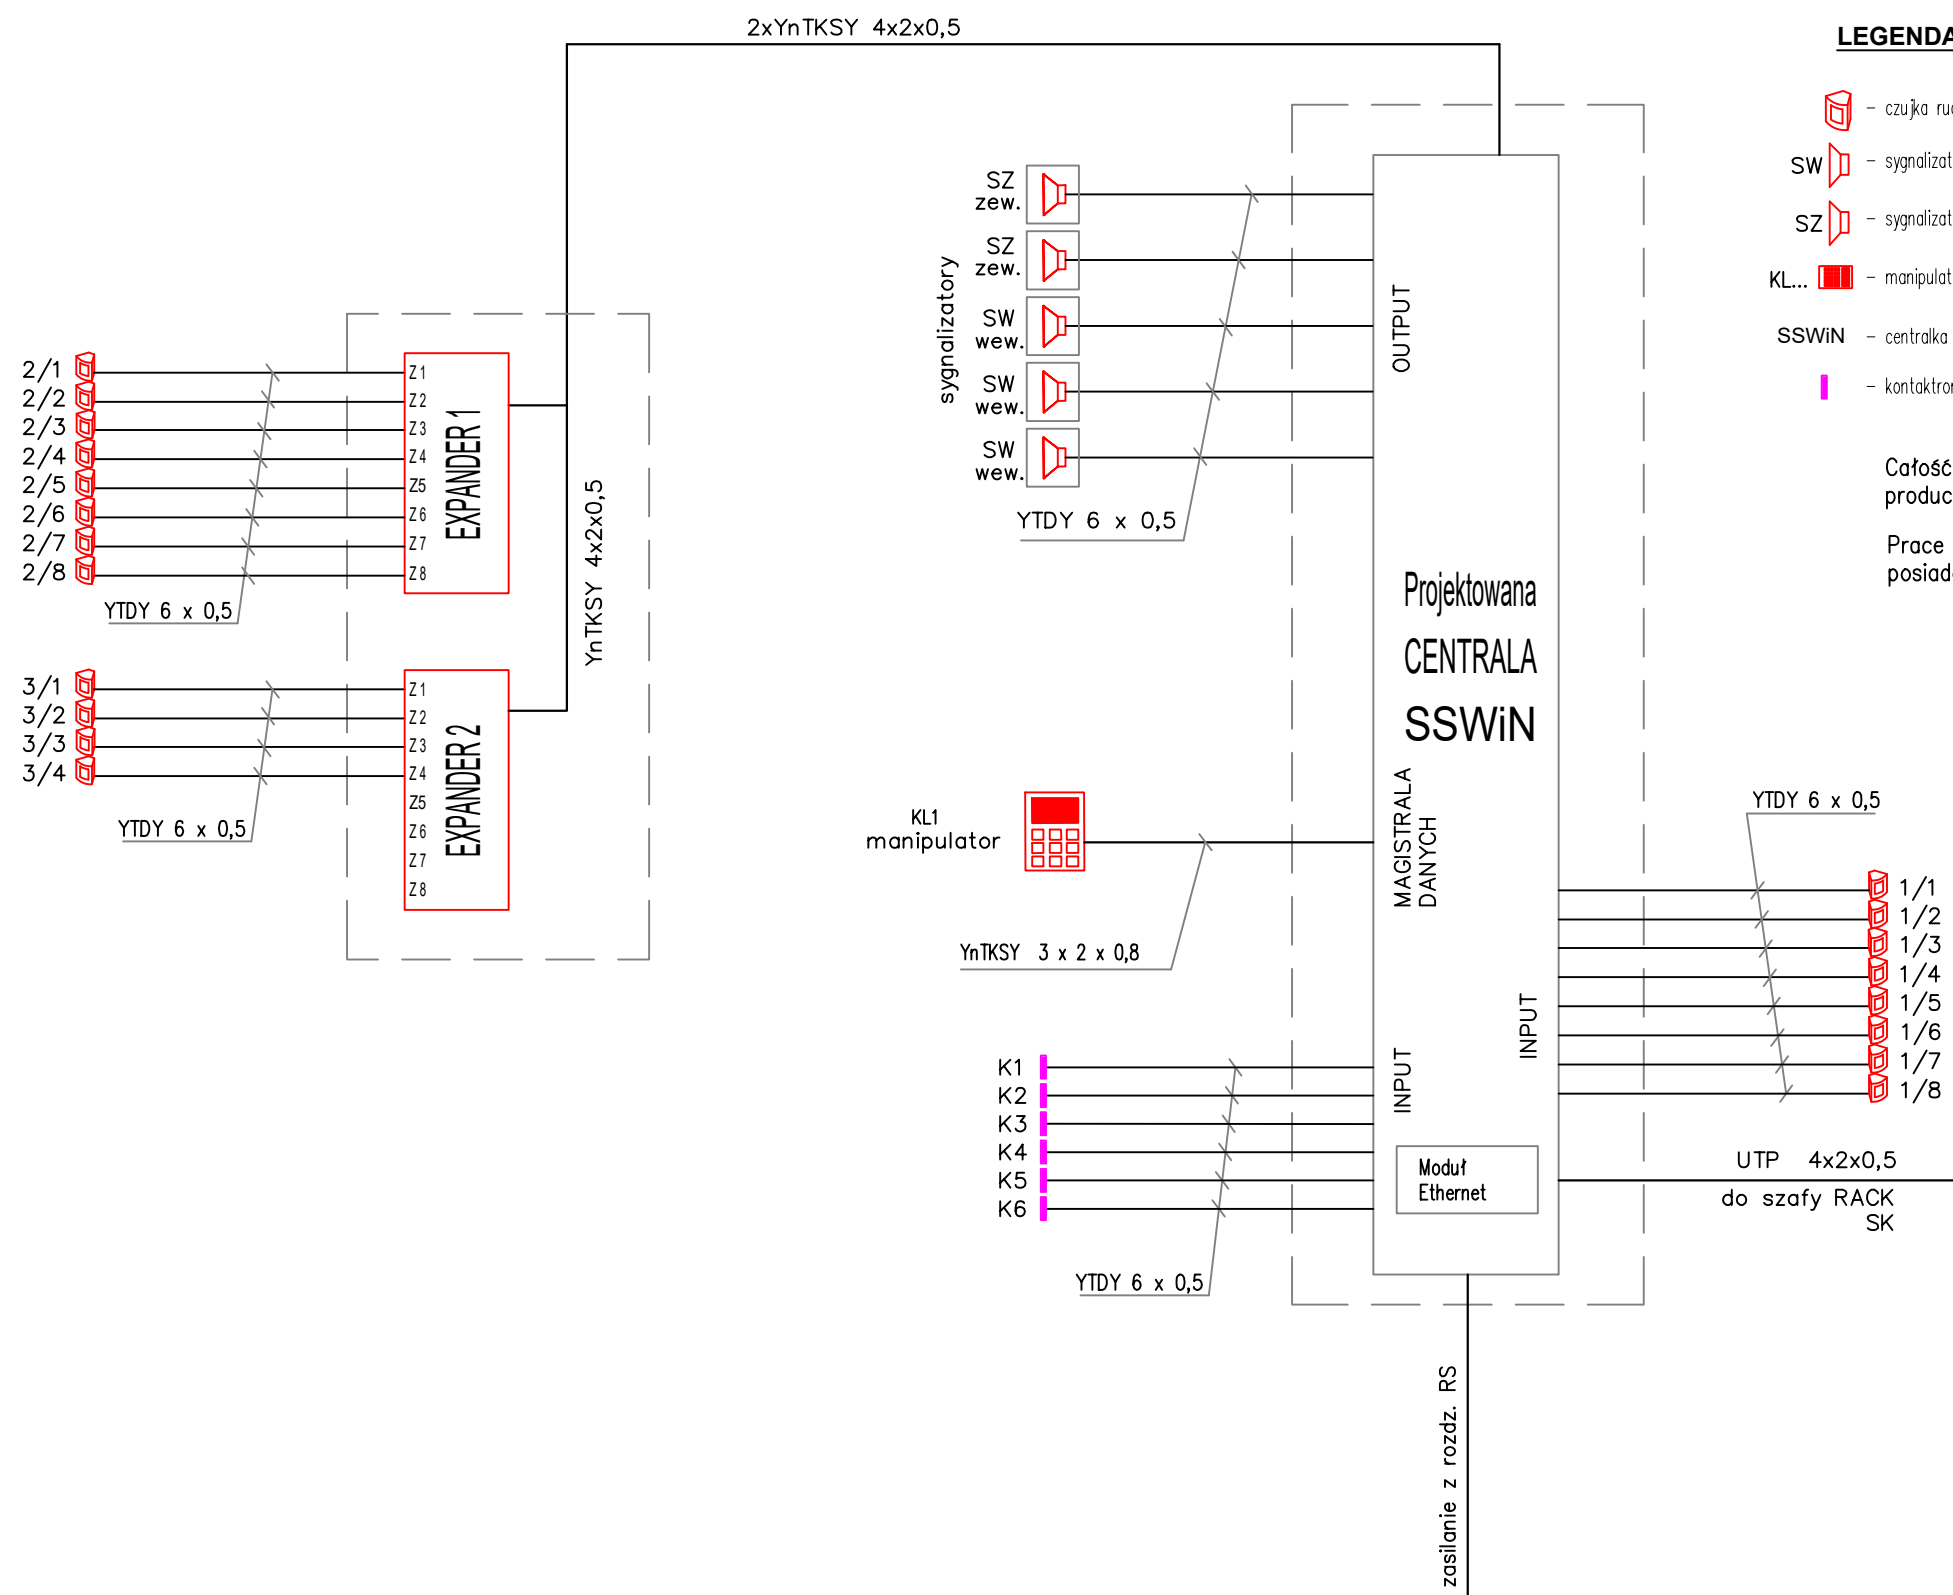 2xYnTKSY 4x2x0,5
LEGENDA
- czujka
SW - 
SZ - 
KL... - 
SSWiN - centralka
- 
Całość
Prace
SZ
zew.
SZ
zew.
SW
wew.
SW
wew.
SW
wew.
sygnalizatory
YTDY 6 x 0,5
OUTPUT
2/1
2/2
2/3
2/4
2/5
2/6
2/7
2/8
YTDY 6 x 0,5
Z1
Z2
Z3
Z4
Z5
Z6
Z7
Z8
EXPANDER 1
YnTKSY 4x2x0,5
3/1
3/2
3/3
3/4
YTDY 6 x 0,5
Z1
Z2
Z3
Z4
Z5
Z6
Z7
Z8
EXPANDER 2
Projektowana
CENTRALA
SSWiN
KL1
manipulator
MAGISTRALA
DANYCH
YnTKSY 3 x 2 x 0,8
YTDY 6 x 0,5
1/1
1/2
1/3
1/4
1/5
1/6
1/7
1/8
INPUT
K1
K2
K3
K4
K5
K6
INPUT
YTDY 6 x 0,5
Moduł
Ethernet
UTP 4x2x0,5
do szafy RACK
SK
zasilanie z rozdz. RS